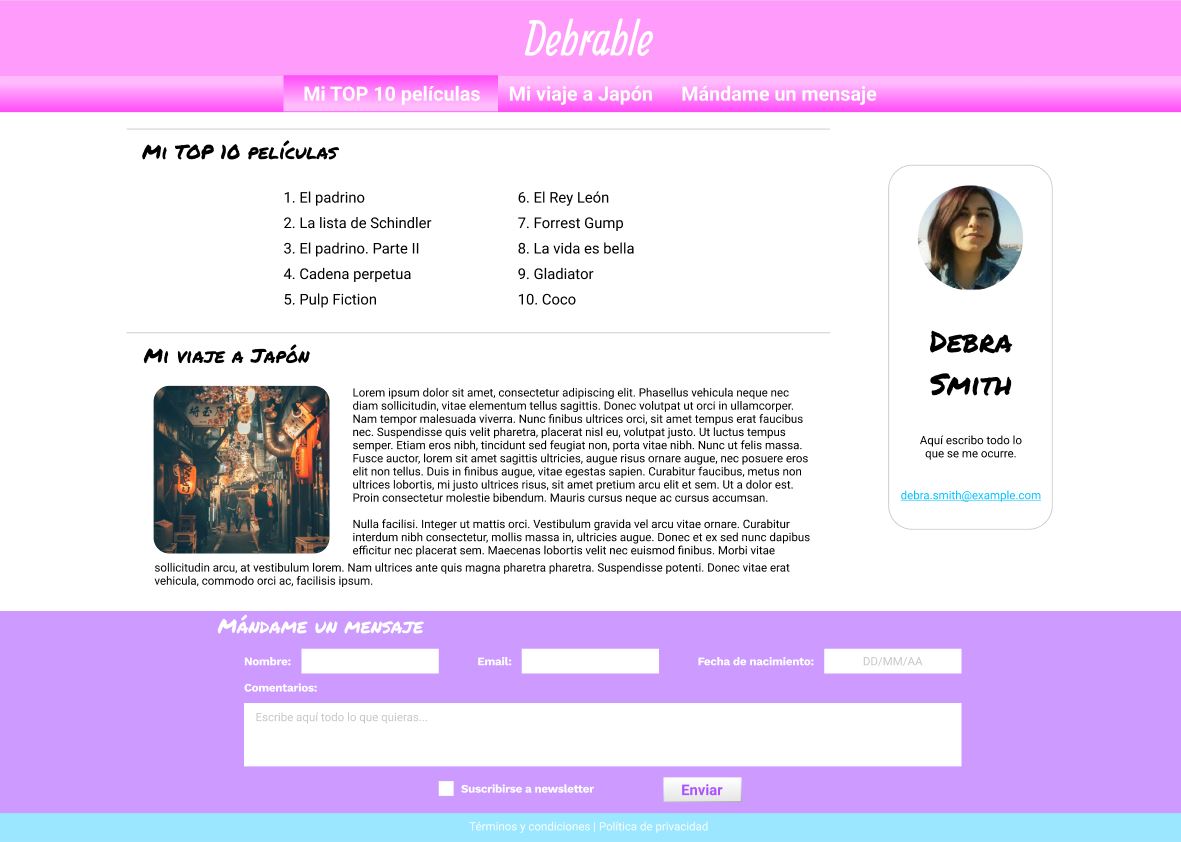 Debrable
Mi TOP 10 películas
Mi viaje a Japón
Mándame un mensaje
Mi TOP 10 películas
1. El padrino
2. La lista de Schindler
3. El padrino. Parte II
4. Cadena perpetua
5. Pulp Fiction
6. El Rey León
7. Forrest Gump
8. La vida es bella
9. Gladiator
10. Coco
Mi viaje a Japón
Lorem ipsum dolor sit amet, consectetur adipiscing elit. Phasellus vehicula neque nec
diam sollicitudin, vitae elementum tellus sagittis. Donec volutpat ut orci in ullamcorper.
Nam tempor malesuada viverra. Nunc finibus ultrices orci, sit amet tempus erat faucibus
nec. Suspendisse quis velit pharetra, placerat nisl eu, volutpat justo. Ut luctus tempus
semper. Etiam eros nibh, tincidunt sed feugiat non, porta vitae nibh. Nunc ut felis massa.
Fusce auctor, lorem sit amet sagittis ultricies, augue risus ornare augue, nec posuere eros
elit non tellus. Duis in finibus augue, vitae egestas sapien. Curabitur faucibus, metus non
ultrices lobortis, mi justo ultrices risus, sit amet pretium arcu elit et sem. Ut a dolor est.
Proin consectetur molestie bibendum. Mauris cursus neque ac cursus accumsan.
Nulla facilisi. Integer ut mattis orci. Vestibulum gravida vel arcu vitae ornare. Curabitur
interdum nibh consectetur, mollis massa in, ultricies augue. Donec et ex sed nunc dapibus
efficitur nec placerat sem. Maecenas lobortis velit nec euismod finibus. Morbi vitae
sollicitudin arcu, at vestibulum lorem. Nam ultrices ante quis magna pharetra pharetra. Suspendisse potenti. Donec vitae erat
vehicula, commodo orci ac, facilisis ipsum.
Debra
Smith
Aquí escribo todo lo
que se me ocurre.
debra.smith@example.com
Mándame un mensaje
Nombre:
Email:
Fecha de nacimiento:
DD/MM/AA
Comentarios:
Escribe aquí todo lo que quieras...
Suscribirse a newsletter
Enviar
Términos y condiciones | Política de privacidad